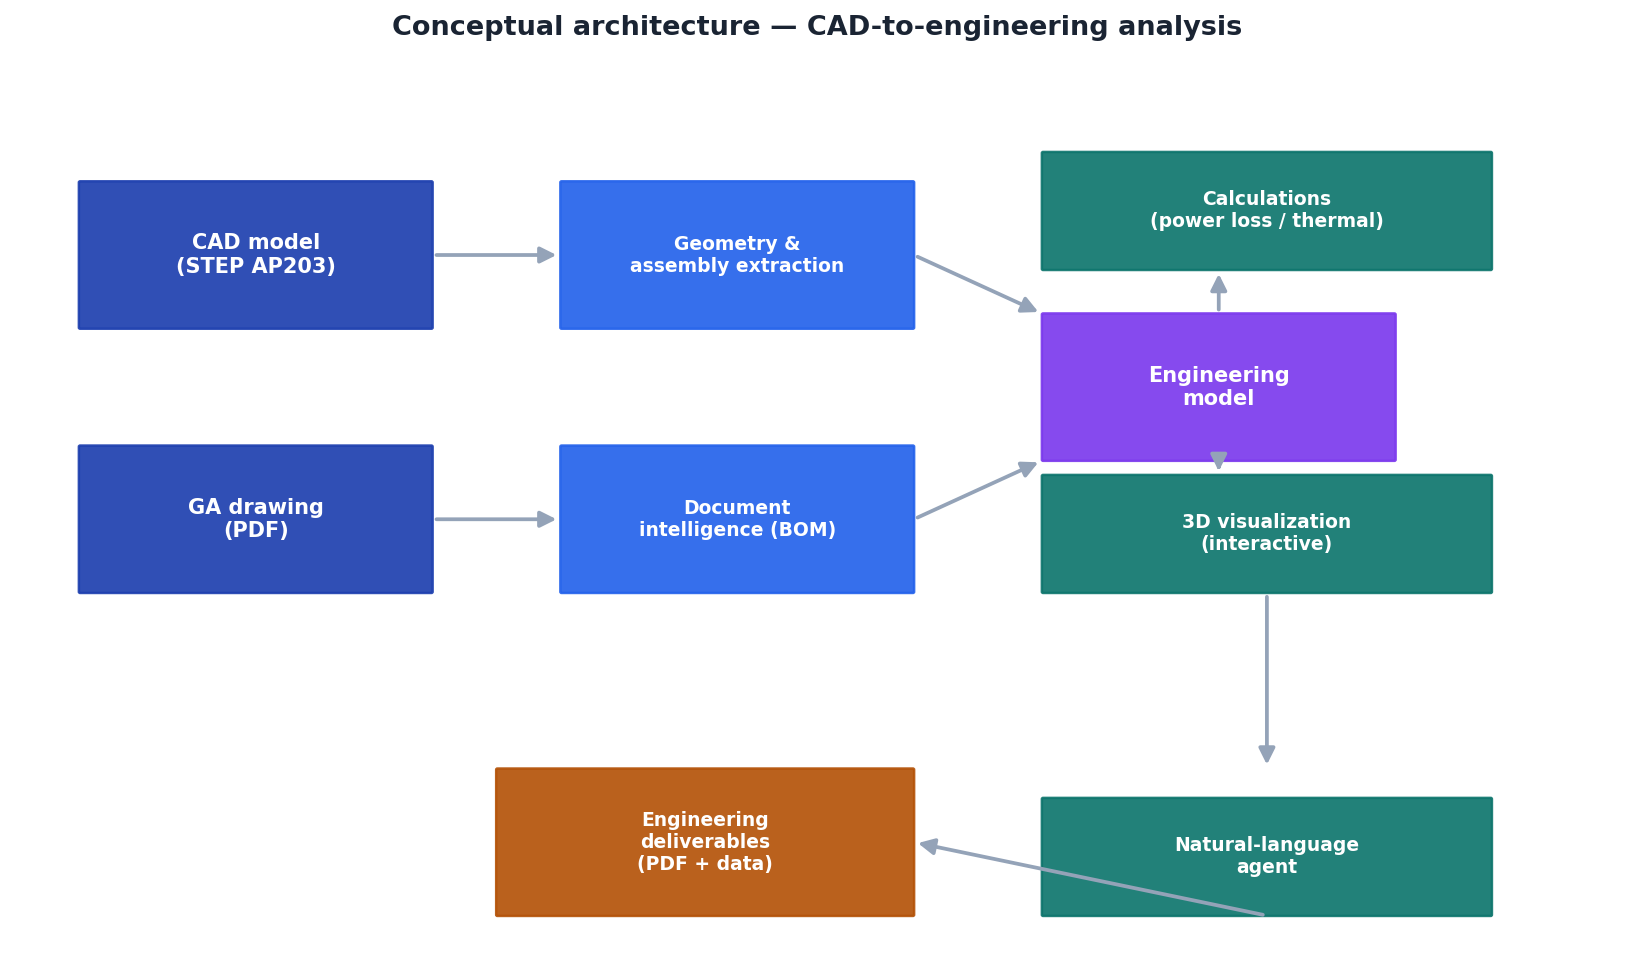 Conceptual architecture — CAD-to-engineering analysis
CAD model
(STEP AP203)
Geometry &
assembly extraction
Calculations
(power loss / thermal)
Engineering
model
GA drawing
(PDF)
Document
intelligence (BOM)
3D visualization
(interactive)
Engineering
deliverables
(PDF + data)
Natural-language
agent